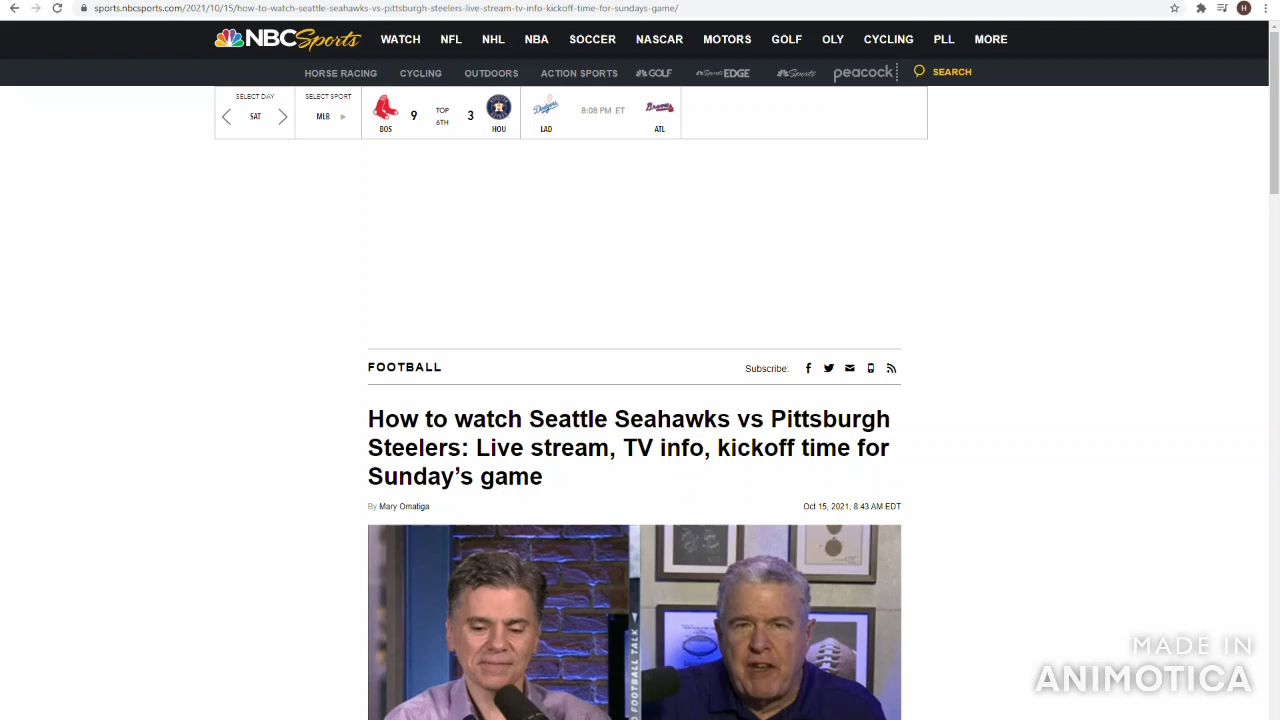 sports.nbcsports.com/2021/10/15/how-to-watch-seattle-seahawks-vs-pittsburgh-steelers-live-stream-tv-info-kickoff-time-for-sundays-game/
H
NBC Sports WATCH NFL NHL NBA SOCCER NASCAR MOTORS GOLF OLY CYCLING PLL MORE
HORSE RACING CYCLING OUTDOORS ACTION SPORTS GOLF Sports EDGE Sports peacock SEARCH
SELECT DAY SELECT SPORT
SAT MLB 9 TOP 6TH 3 Dodgers 8:08 PM ET Braves
BOS HOU LAD ATL
FOOTBALL Subscribe:
How to watch Seattle Seahawks vs Pittsburgh
Steelers: Live stream, TV info, kickoff time for
Sunday's game
By Mary Omatiga Oct 15, 2021, 8:43 AM EDT
FOOTBALL TALK
MADE IN
ANIMOTICA